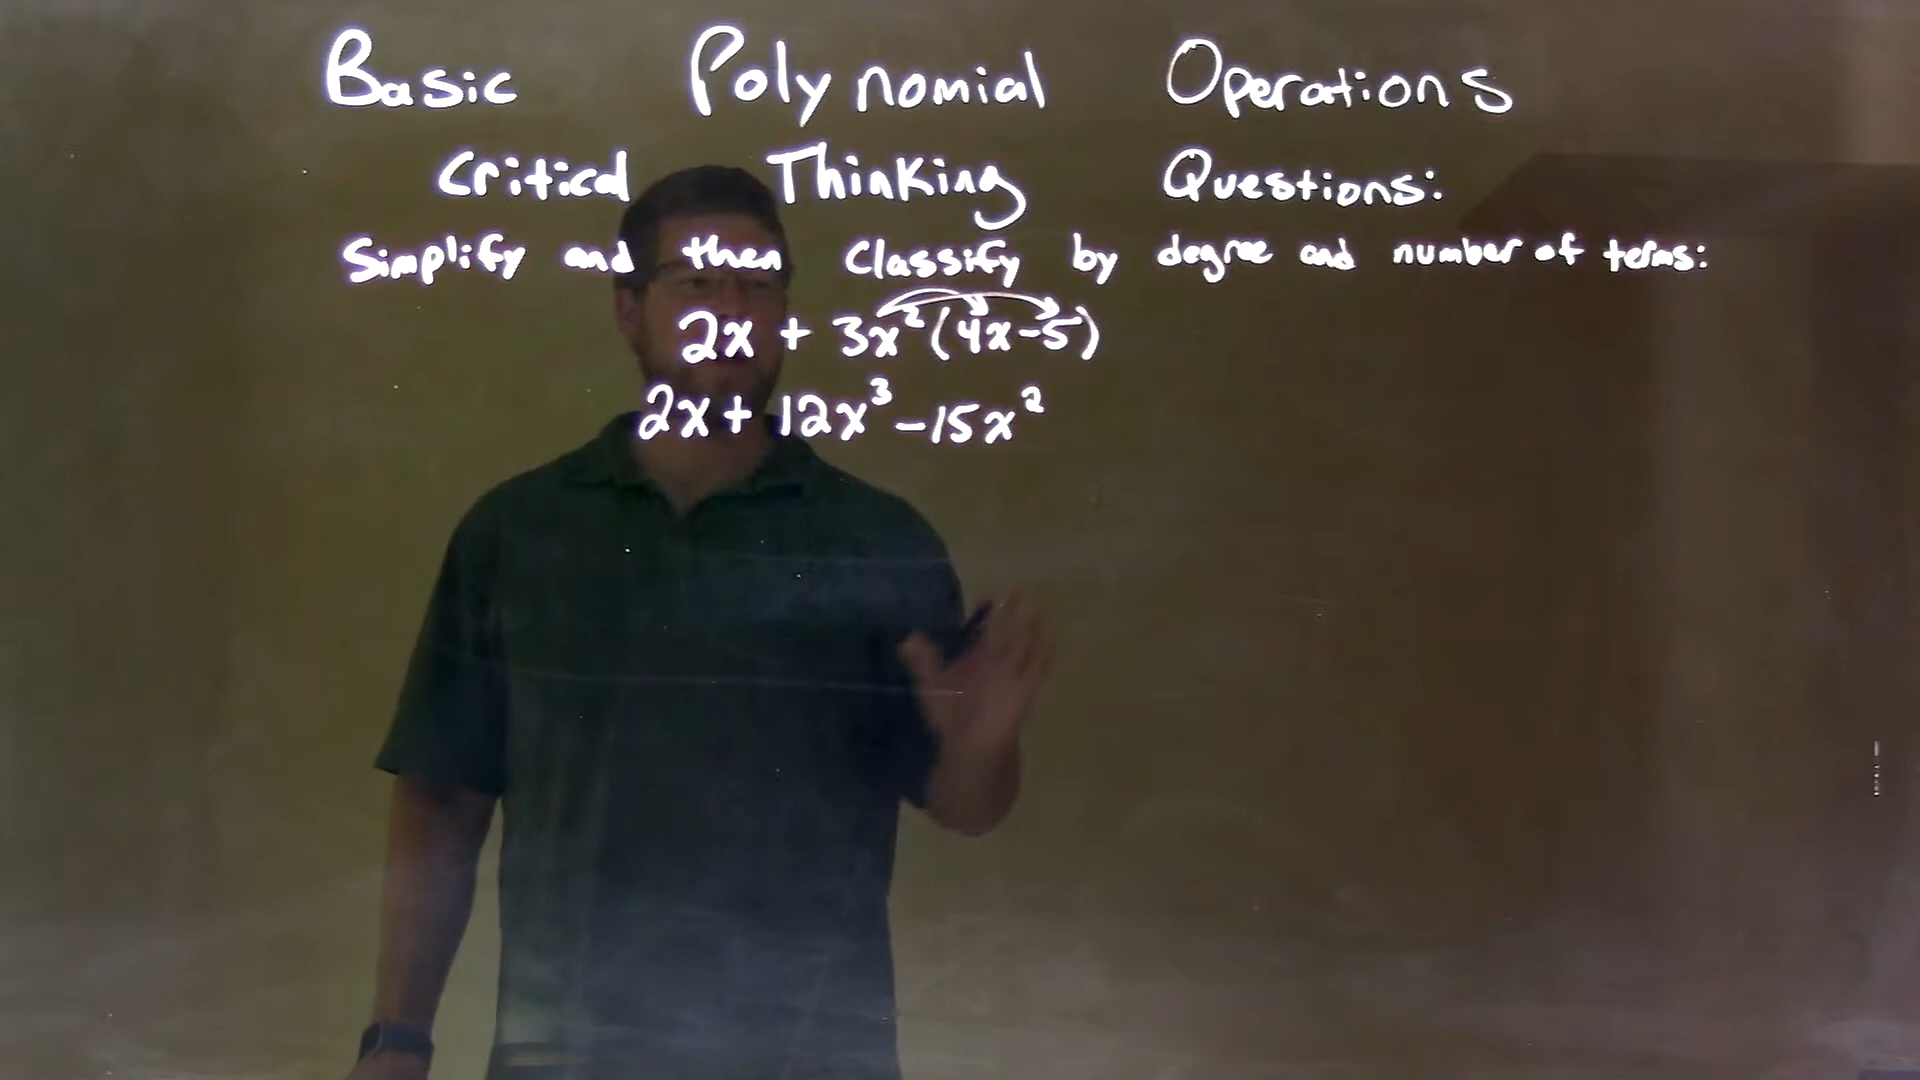 Basic Polynomial Operations
Critical Thinking Questions:
Simplify and then Classify by degree and number of terms:
2x + 3x²(4x-5)
2x + 12x³ - 15x²